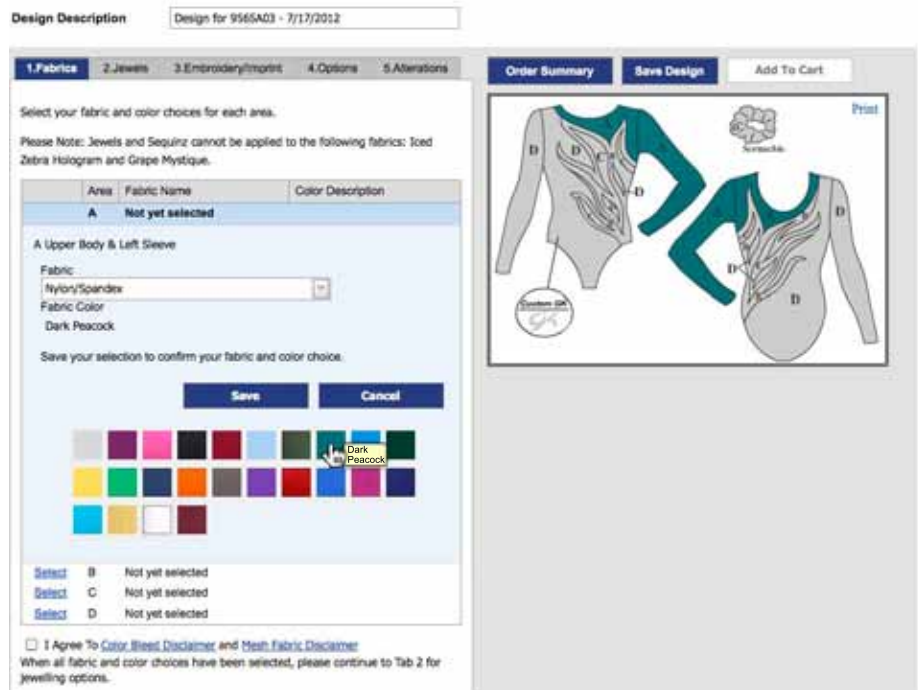 Design Description
Design for 9565A03 - 7/17/2012
1.Fabrics 2.Jewels 3.Embroidery/Imprint 4.Options 5.Alterations
Order Summary Save Design Add To Cart
Select your fabric and color choices for each area.
Please Note: Jewels and Sequinz cannot be applied to the following fabrics: Iced
Zebra Hologram and Grape Mystique.
Area Fabric Name Color Description
A Not yet selected
A Upper Body & Left Sleeve
Fabric
Nylon/Spandex
Fabric Color
Dark Peacock
Save your selection to confirm your fabric and color choice.
Save Cancel
Dark
Peacock
Select B Not yet selected
Select C Not yet selected
Select D Not yet selected
I Agree To Color Bleed Disclaimer and Mesh Fabric Disclaimer
When all fabric and color choices have been selected, please continue to Tab 2 for
jewelling options.
Print
Scrunchie
D
D
C
A
D
A
D
D
D
Custom GK
GK